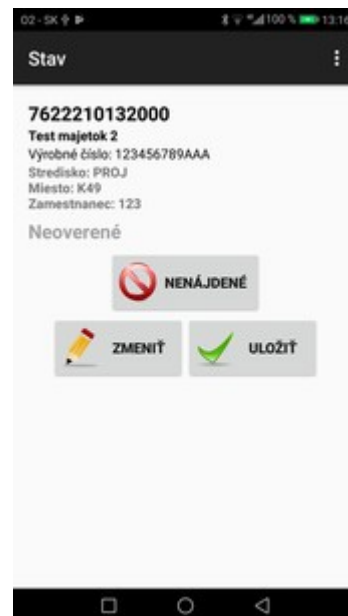 O2 - SK 100 % 13:16
Stav
7622210132000
Test majetok 2
Výrobné číslo: 123456789AAA
Stredisko: PROJ
Miesto: K49
Zamestnanec: 123
Neoverené
NENÁJDENÉ
ZMENIŤ ULOŽIŤ